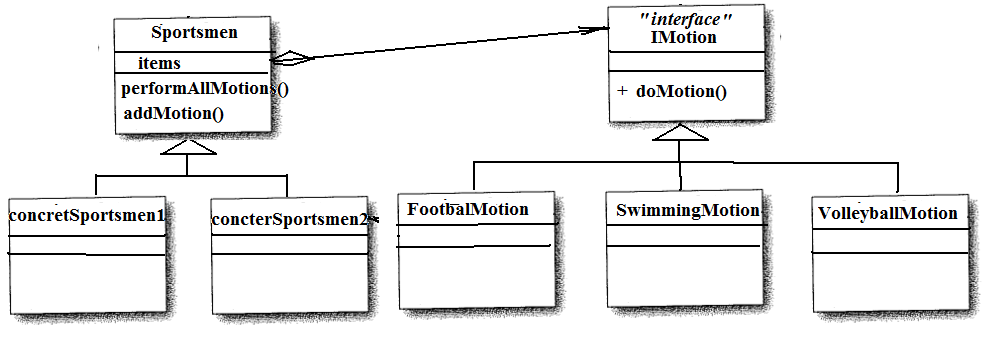 Sportsmen
items
performAllMotions()
addMotion()
"interface"
IMotion
+ doMotion()
concretSportsmen1
concterSportsmen2
FootbalMotion
SwimmingMotion
VolleyballMotion